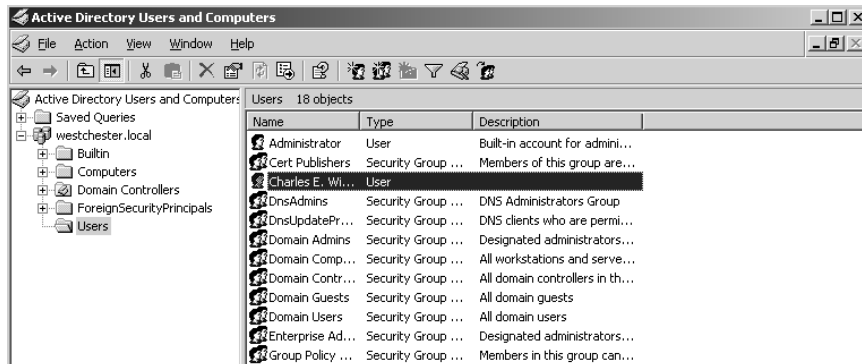 Active Directory Users and Computers
File Action View Window Help
Active Directory Users and Computers
Saved Queries
westchester.local
Builtin
Computers
Domain Controllers
ForeignSecurityPrincipals
Users
Users 18 objects
Name Type Description
Administrator User Built-in account for admini...
Cert Publishers Security Group ... Members of this group are...
Charles E. Wi... User
DnsAdmins Security Group ... DNS Administrators Group
DnsUpdatePr... Security Group ... DNS clients who are permi...
Domain Admins Security Group ... Designated administrators...
Domain Comp... Security Group ... All workstations and serve...
Domain Contr... Security Group ... All domain controllers in th...
Domain Guests Security Group ... All domain guests
Domain Users Security Group ... All domain users
Enterprise Ad... Security Group ... Designated administrators...
Group Policy ... Security Group ... Members in this group can...